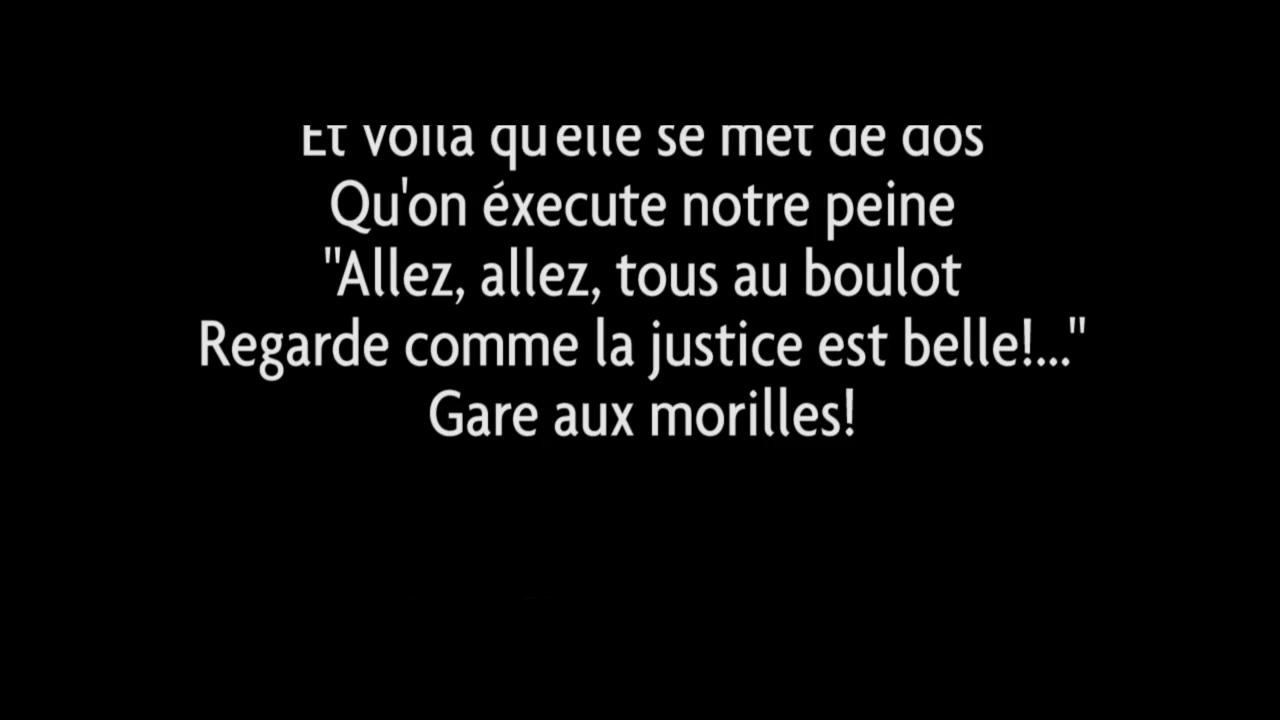 Et voilà qu'elle se met de dos
Qu'on éxecute notre peine
"Allez, allez, tous au boulot
Regarde comme la justice est belle!..."
Gare aux morilles!